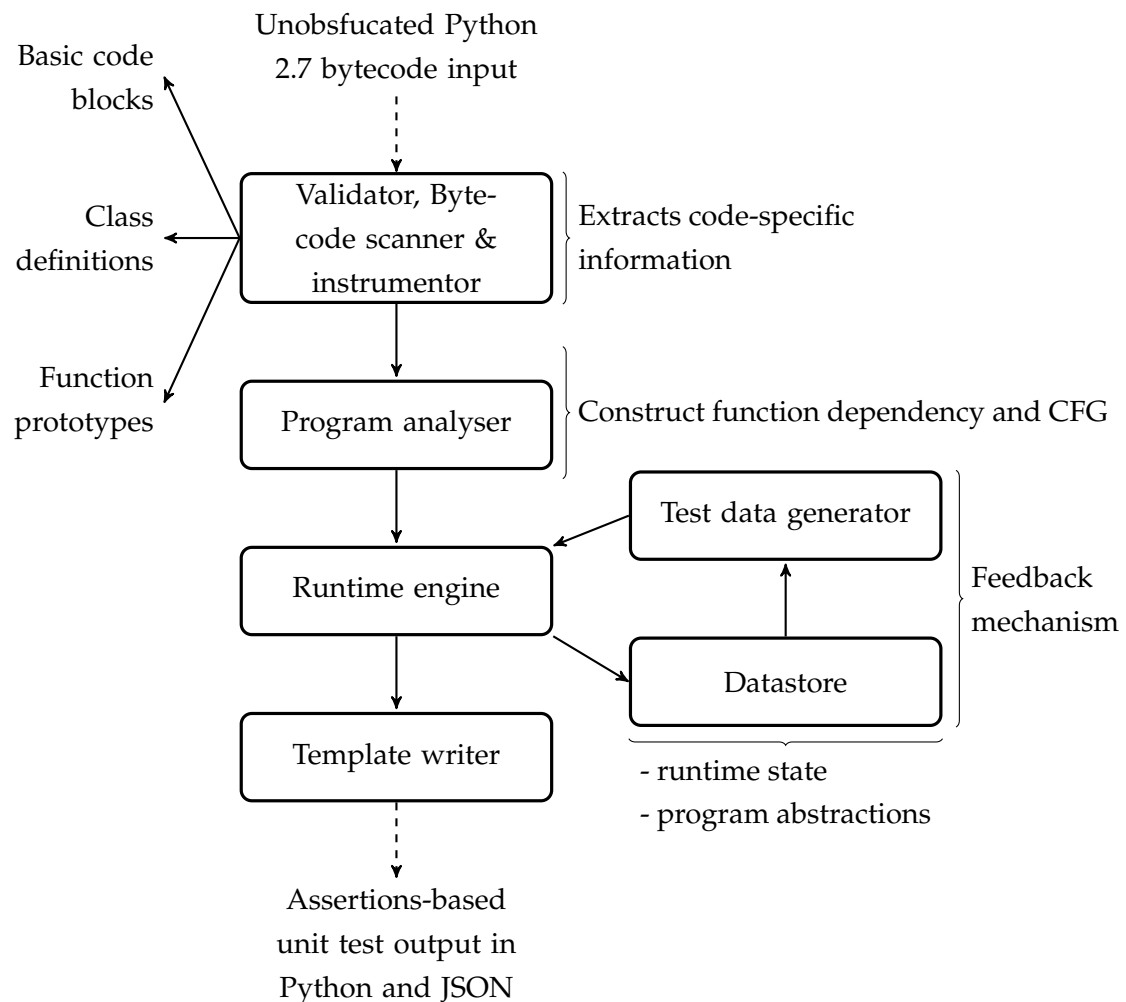 Unobsfucated Python
2.7 bytecode input
Basic code
blocks
Class
definitions
Function
prototypes
Validator, Byte-
code scanner &
instrumentor
Extracts code-specific
information
Program analyser
Construct function dependency and CFG
Test data generator
Runtime engine
Feedback
mechanism
Datastore
- runtime state
- program abstractions
Template writer
Assertions-based
unit test output in
Python and JSON